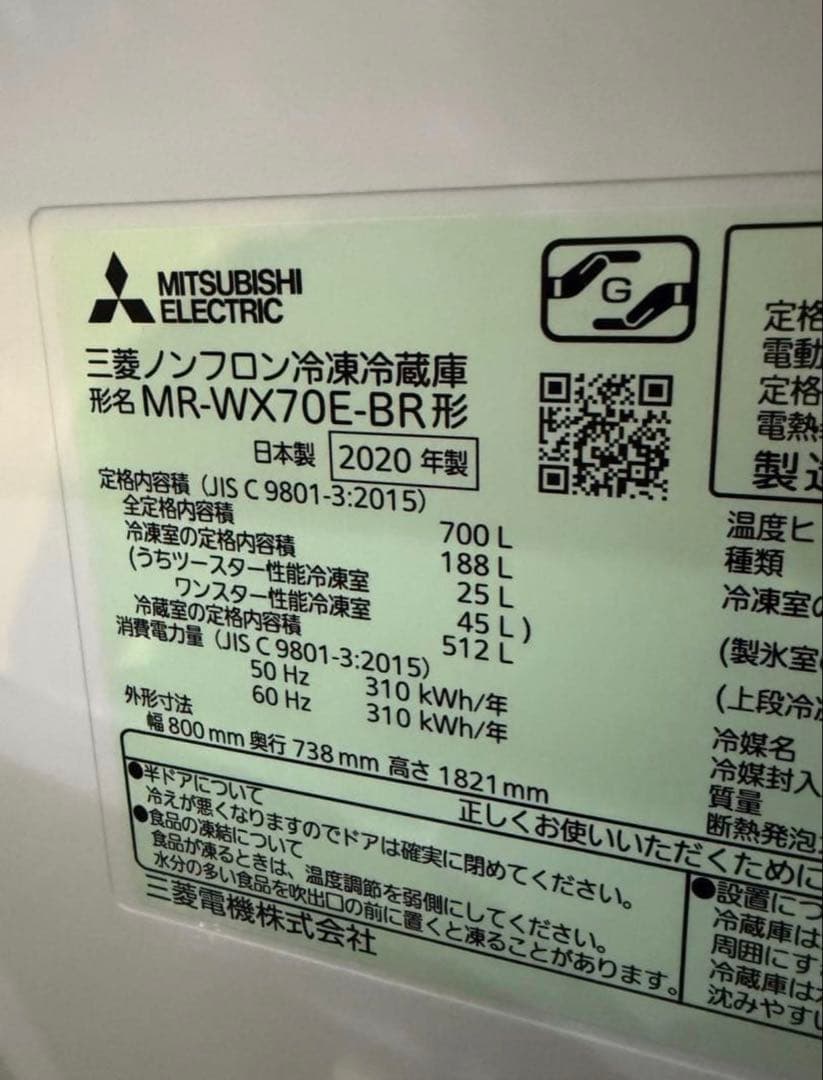 MITSUBISHI
ELECTRIC
G
三菱ノンフロン冷凍冷蔵庫
形名 MR-WX70E-BR形
日本製 2020 年製
定格内容積 (JIS C 9801-3:2015)
全定格内容積 700 L
冷凍室の定格内容積 188 L
(うちツースター性能冷凍室 25 L
ワンスター性能冷凍室 45 L )
冷蔵室の定格内容積 512 L
消費電力量 (JIS C 9801-3:2015)
50 Hz 310 kWh/年
60 Hz 310 kWh/年
外形寸法
幅 800 mm 奥行 738 mm 高さ 1821 mm
正しくお使いいただくために
●半ドアについて
冷えが悪くなりますのでドアは確実に閉めてください。
●食品の凍結について
食品が凍るときは、温度調節を弱側にしてください。
水分の多い食品を吹出口の前に置くと凍ることがあります。
三菱電機株式会社
定格
電動
定格
電熱
製造
温度ヒ
種類
冷凍室の
(製氷室
(上段冷凍
冷媒名
冷媒封入
質量
断熱発泡
●設置につ
冷蔵庫は
周囲にす
冷蔵庫は
沈みやす